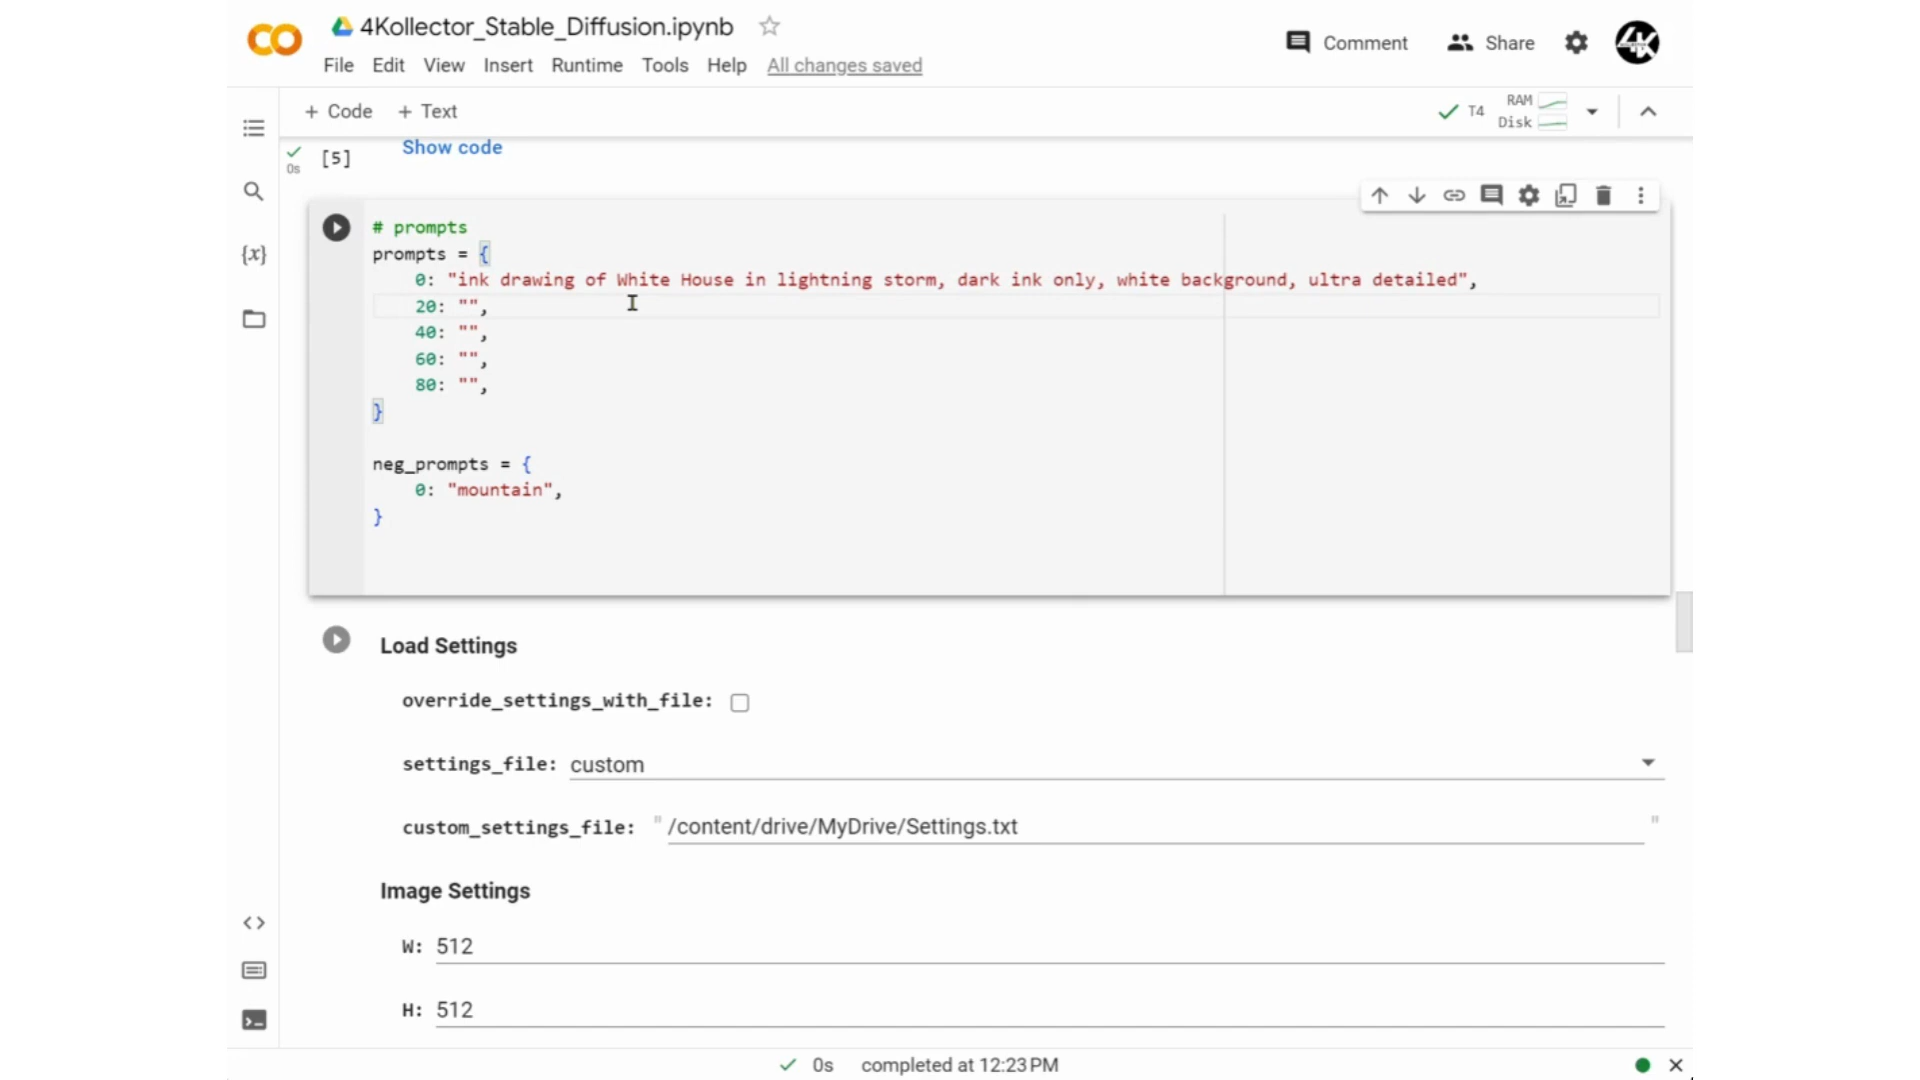 4Kollector_Stable_Diffusion.ipynb
Comment
Share
4K
File Edit View Insert Runtime Tools Help All changes saved
+ Code + Text
T4
RAM
Disk
0s
[5]
Show code
{x}
# prompts
prompts = {
0: "ink drawing of White House in lightning storm, dark ink only, white background, ultra detailed",
20: "",
40: "",
60: "",
80: "",
}
neg_prompts = {
0: "mountain",
}
Load Settings
override_settings_with_file:
settings_file: custom
custom_settings_file: "/content/drive/MyDrive/Settings.txt"
Image Settings
W: 512
H: 512
0s completed at 12:23 PM